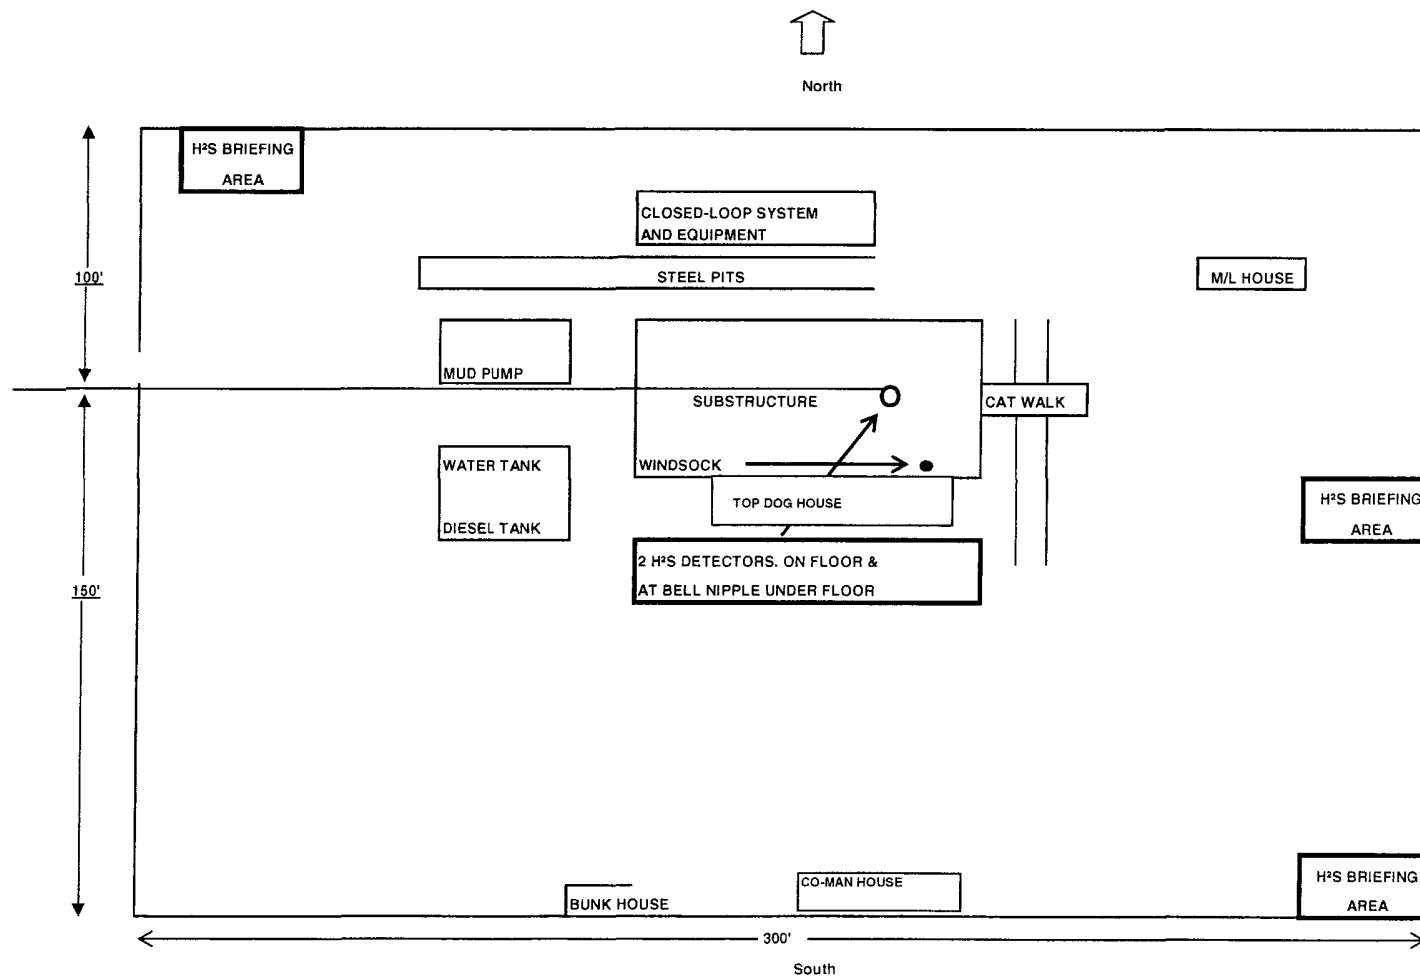 North
H²S BRIEFING
AREA
CLOSED-LOOP SYSTEM
AND EQUIPMENT
100'
STEEL PITS
M/L HOUSE
MUD PUMP
SUBSTRUCTURE
CAT WALK
WATER TANK
WINDSOCK
TOP DOG HOUSE
DIESEL TANK
H²S BRIEFING
AREA
2 H²S DETECTORS. ON FLOOR &
AT BELL NIPPLE UNDER FLOOR
150'
CO-MAN HOUSE
BUNK HOUSE
H²S BRIEFING
AREA
300'
South